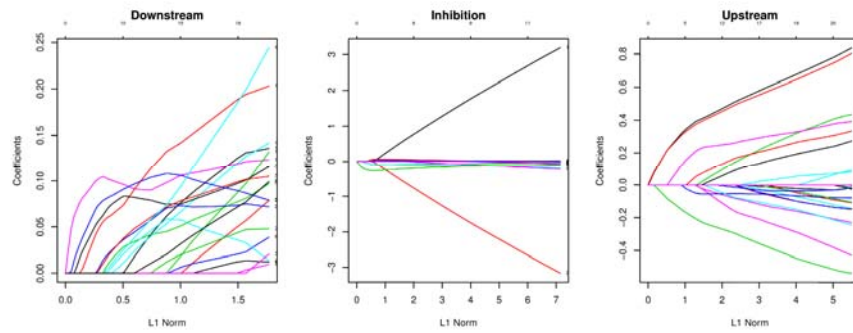 Downstream
0.00 0.05 0.10 0.15 0.20 0.25
Coefficients
0.0 0.5 1.0 1.5
L1 Norm
Inhibition
-3 -2 -1 0 1 2 3
Coefficients
0 1 2 3 4 5 6 7
L1 Norm
Upstream
-0.4 -0.2 0.0 0.2 0.4 0.6 0.8
Coefficients
0 1 2 3 4 5
L1 Norm